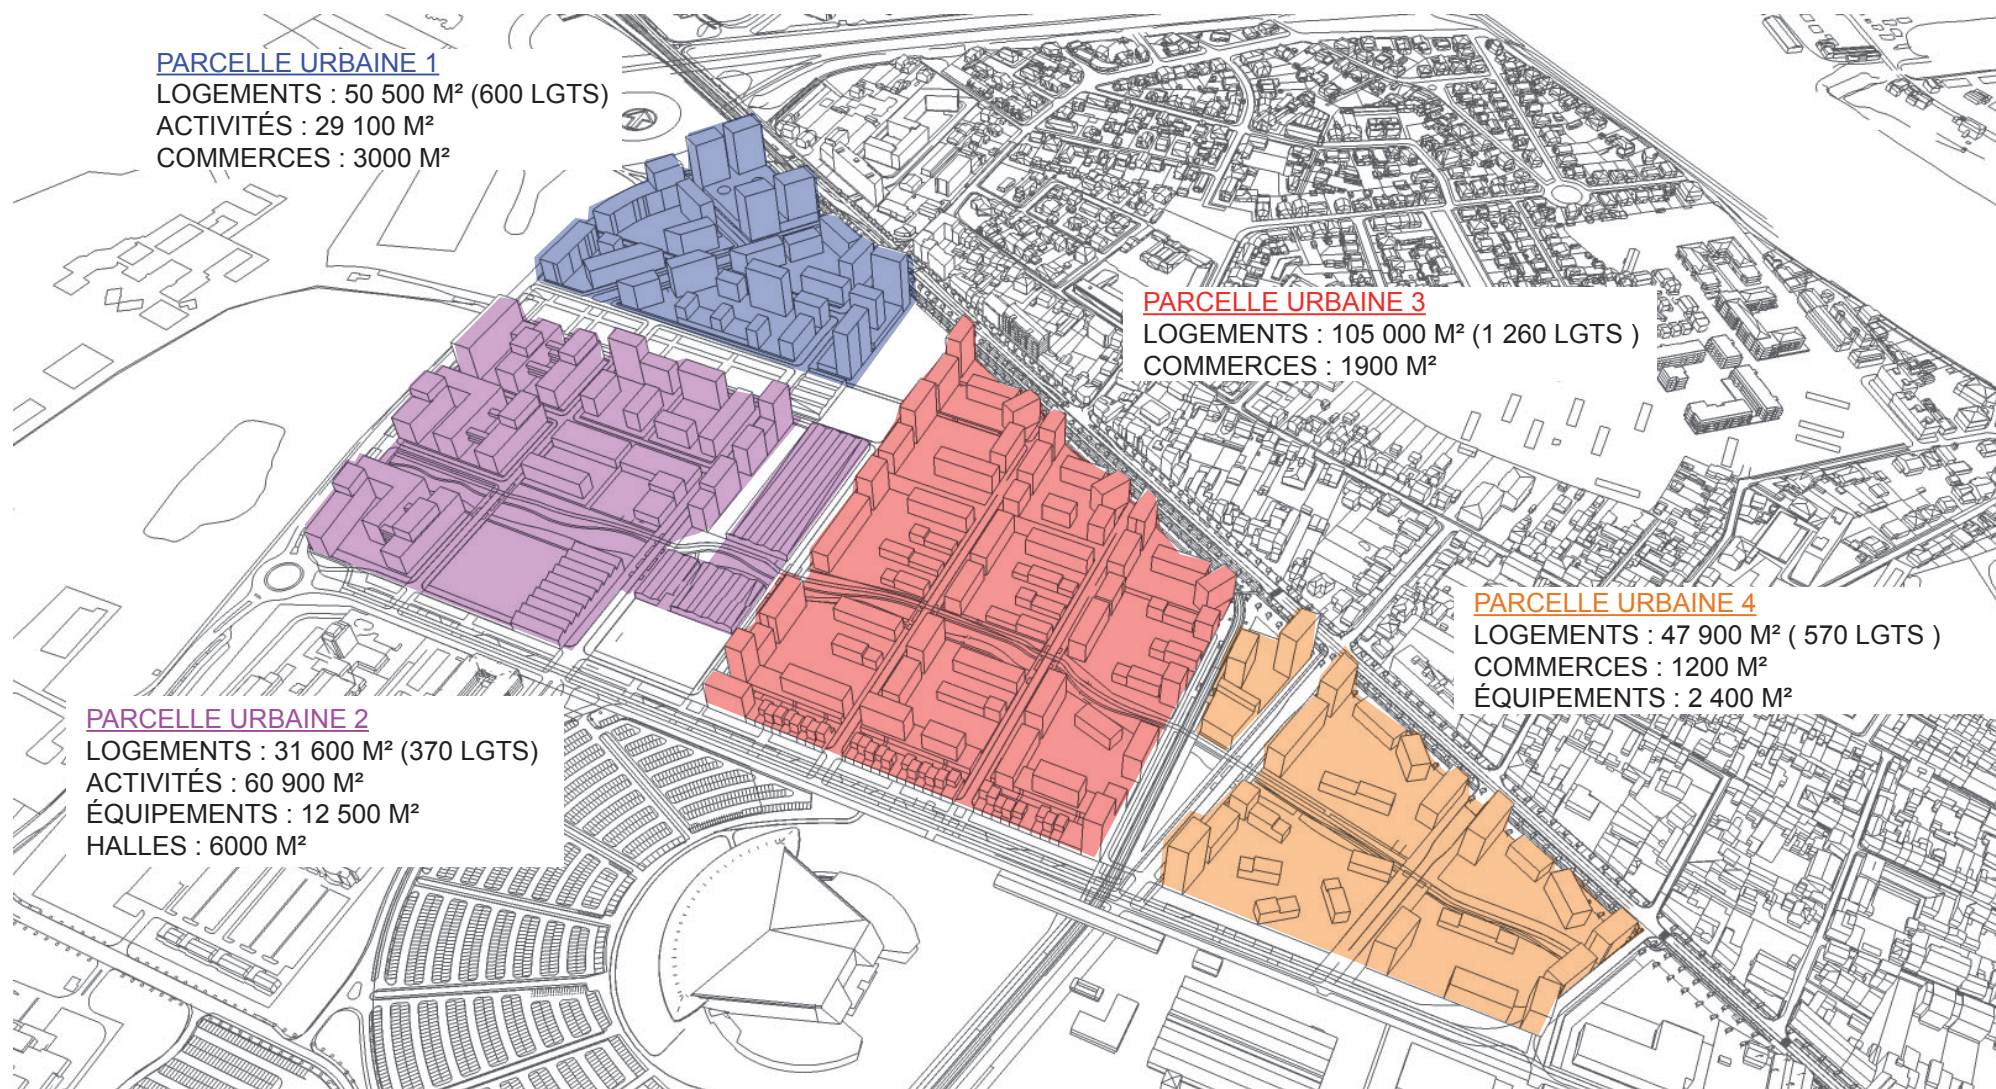 PARCELLE URBAINE 1
LOGEMENTS : 50 500 M² (600 LGTS)
ACTIVITÉS : 29 100 M²
COMMERCES : 3000 M²
PARCELLE URBAINE 3
LOGEMENTS : 105 000 M² (1 260 LGTS )
COMMERCES : 1900 M²
PARCELLE URBAINE 4
LOGEMENTS : 47 900 M² ( 570 LGTS )
COMMERCES : 1200 M²
ÉQUIPEMENTS : 2 400 M²
PARCELLE URBAINE 2
LOGEMENTS : 31 600 M² (370 LGTS)
ACTIVITÉS : 60 900 M²
ÉQUIPEMENTS : 12 500 M²
HALLES : 6000 M²